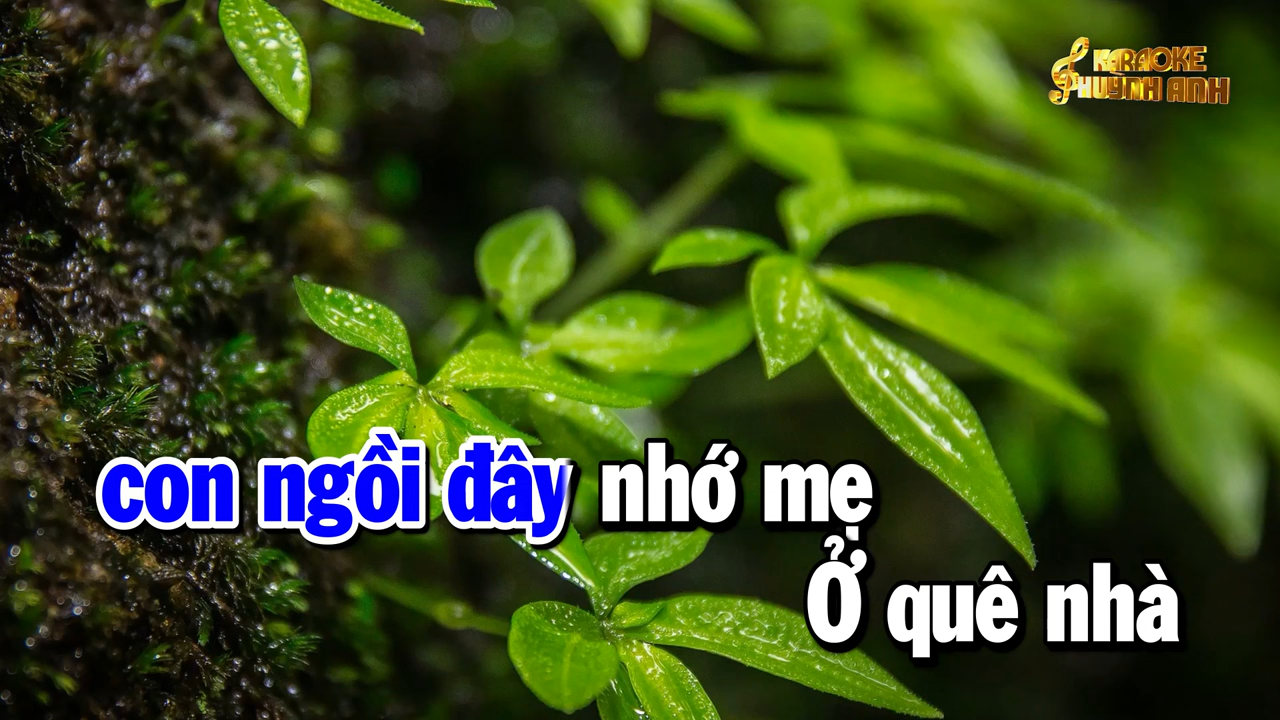 KARAOKE
HUỲNH ANH
con ngồi đây nhớ mẹ
Ở quê nhà